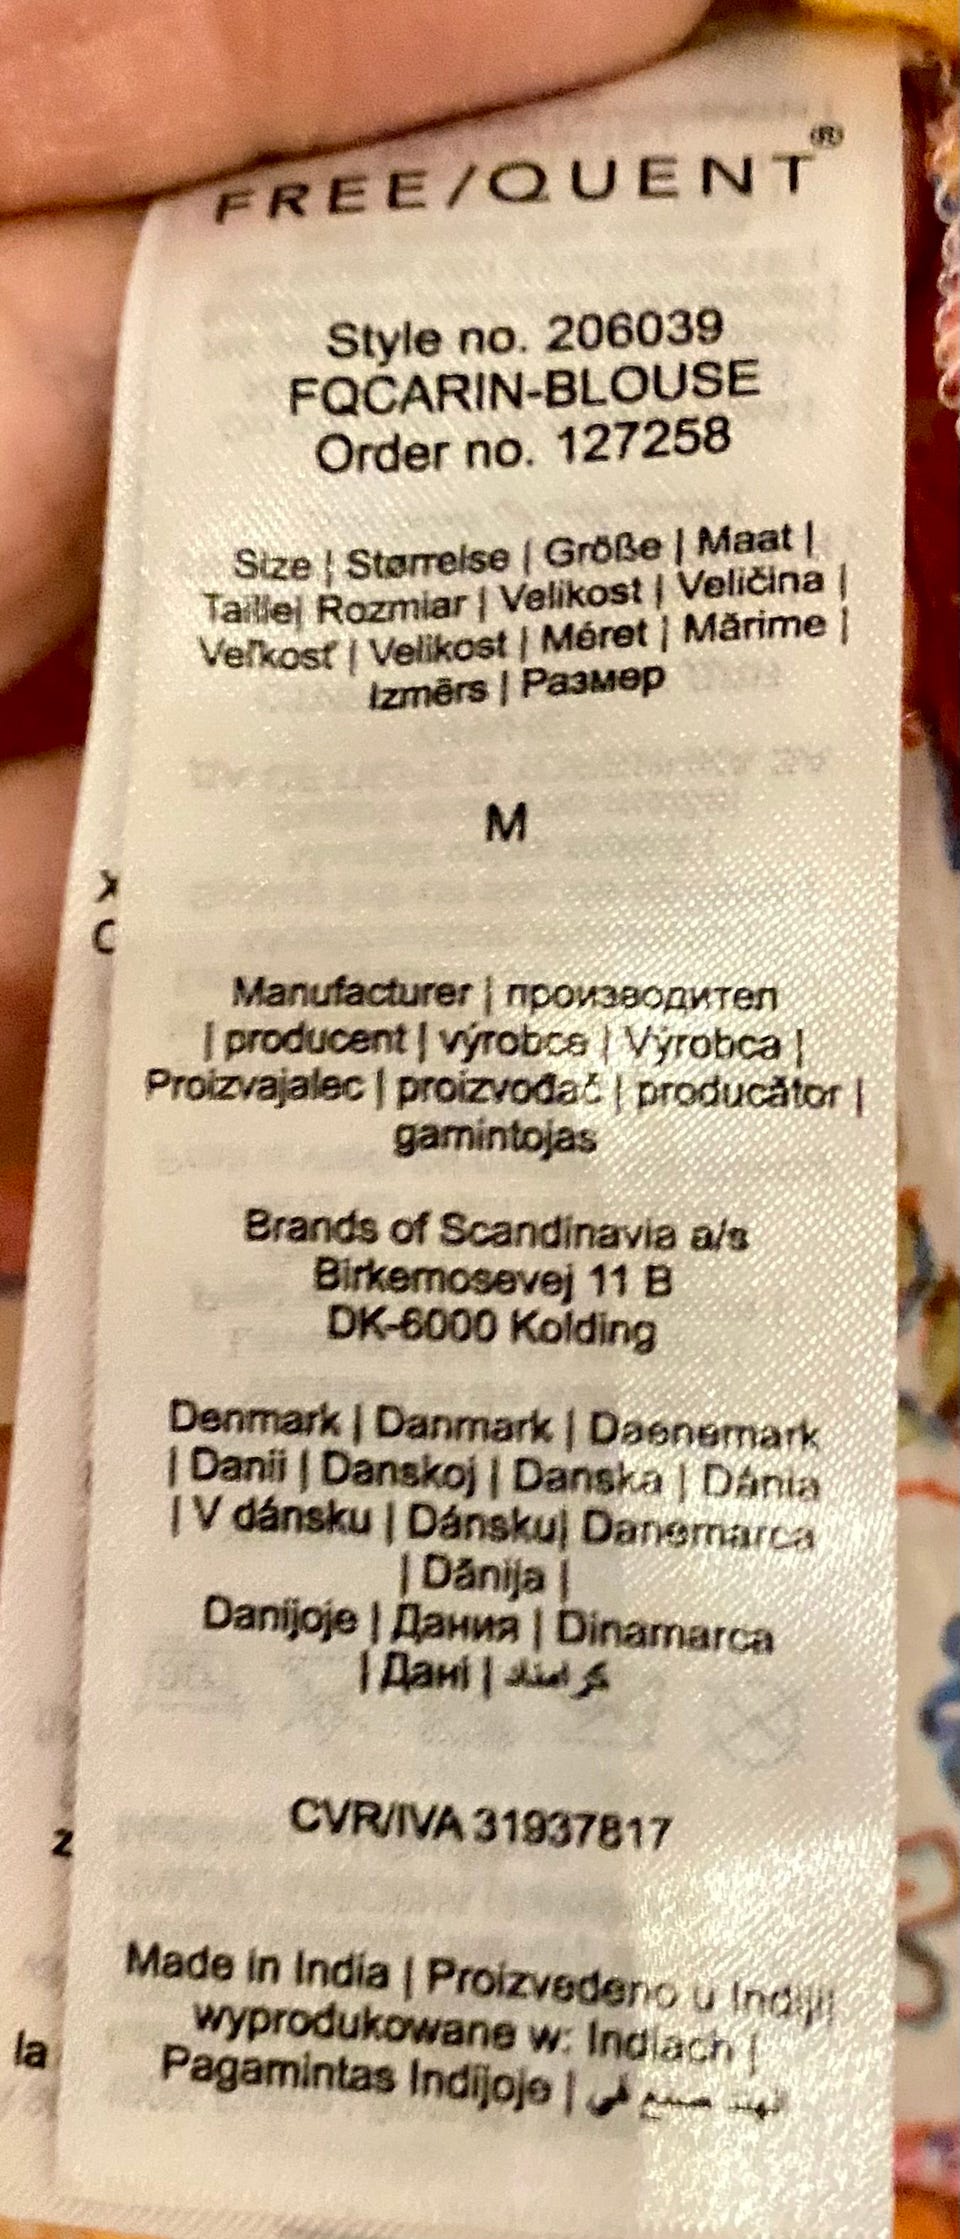 FREE/QUENT®
Style no. 206039
FQCARIN-BLOUSE
Order no. 127258
Size | Størrelse | Größe | Maat |
Taille| Rozmiar | Velikost | Veličina |
Veľkosť | Velikost | Méret | Mărime |
Izmērs | Размер
M
Manufacturer | производител
| producent | výrobce | Výrobca |
Proizvajalec | proizvođač | producător |
gamintojas
Brands of Scandinavia a/s
Birkemosevej 11 B
DK-6000 Kolding
Denmark | Danmark | Daenemark
| Danii | Danskoj | Danska | Dánia
| V dánsku | Dánsku| Danemarca
| Dānija |
Danijoje | Дания | Dinamarca
| Данi |
CVR/IVA 31937817
Made in India | Proizvedeno u Indiji|
wyprodukowane w: Indiach |
Pagamintas Indijoje |
la